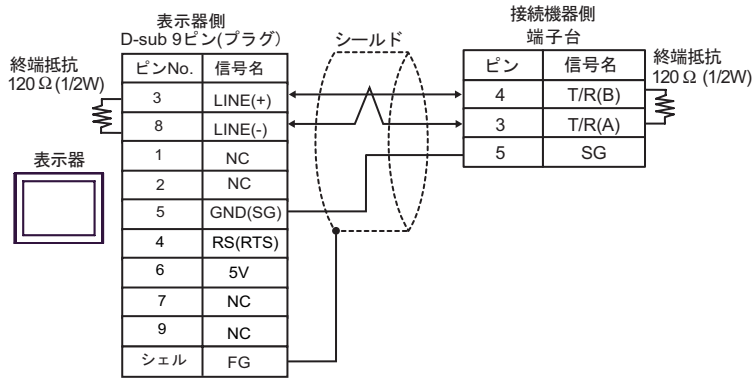 表示器側
D-sub 9ピン(プラグ)
シールド
接続機器側
端子台
終端抵抗
120Ω(1/2W)
ピンNo. 信号名
3 LINE(+)
8 LINE(-)
1 NC
2 NC
5 GND(SG)
4 RS(RTS)
6 5V
7 NC
9 NC
シェル FG
表示器
ピン 信号名
4 T/R(B)
3 T/R(A)
5 SG
終端抵抗
120Ω(1/2W)